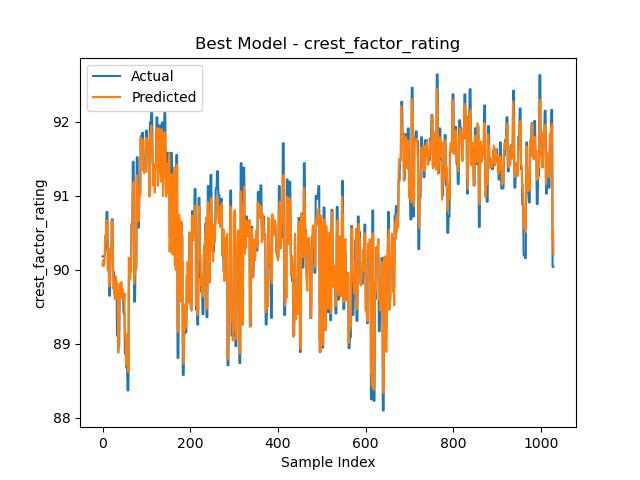 Best Model - crest_factor_rating
Actual
Predicted
92
91
90
89
88
crest_factor_rating
0
200
400
600
800
1000
Sample Index